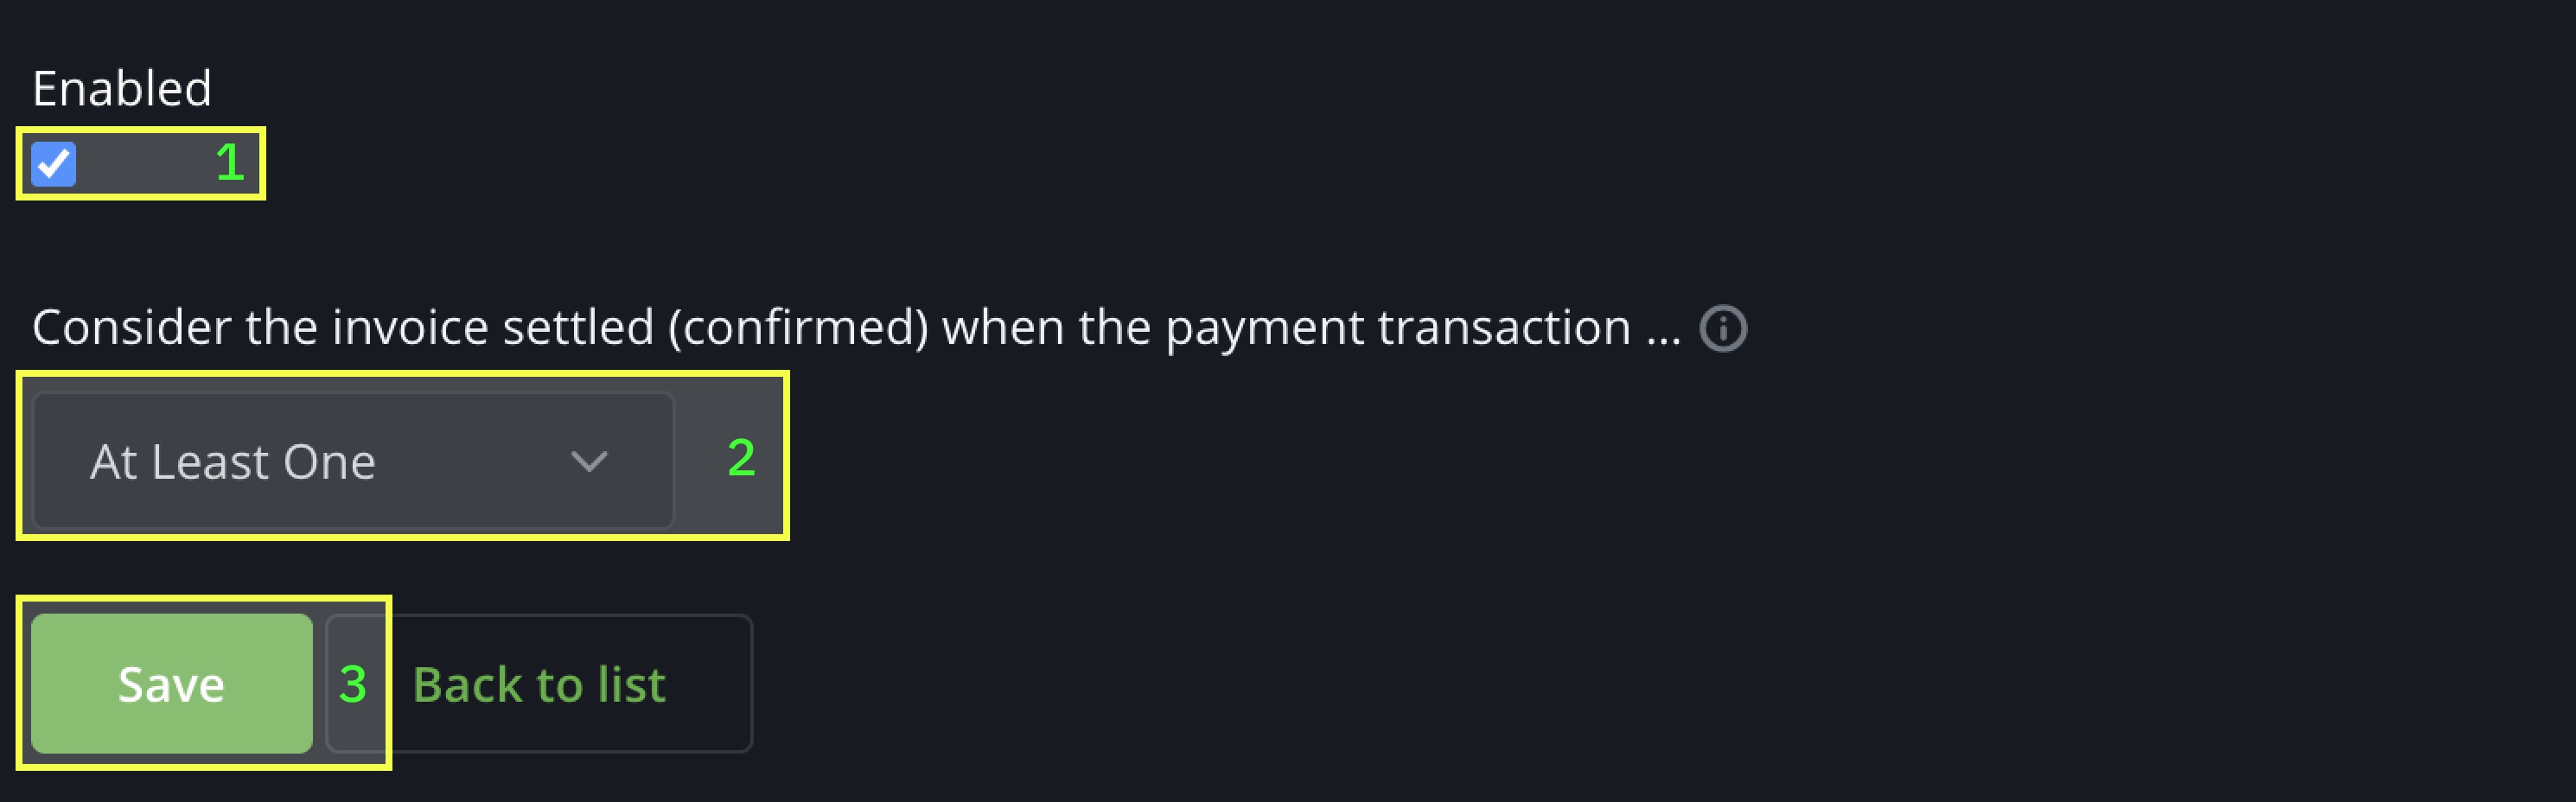 Enabled
1
Consider the invoice settled (confirmed) when the payment transaction ...
At Least One 2
Save 3 Back to list